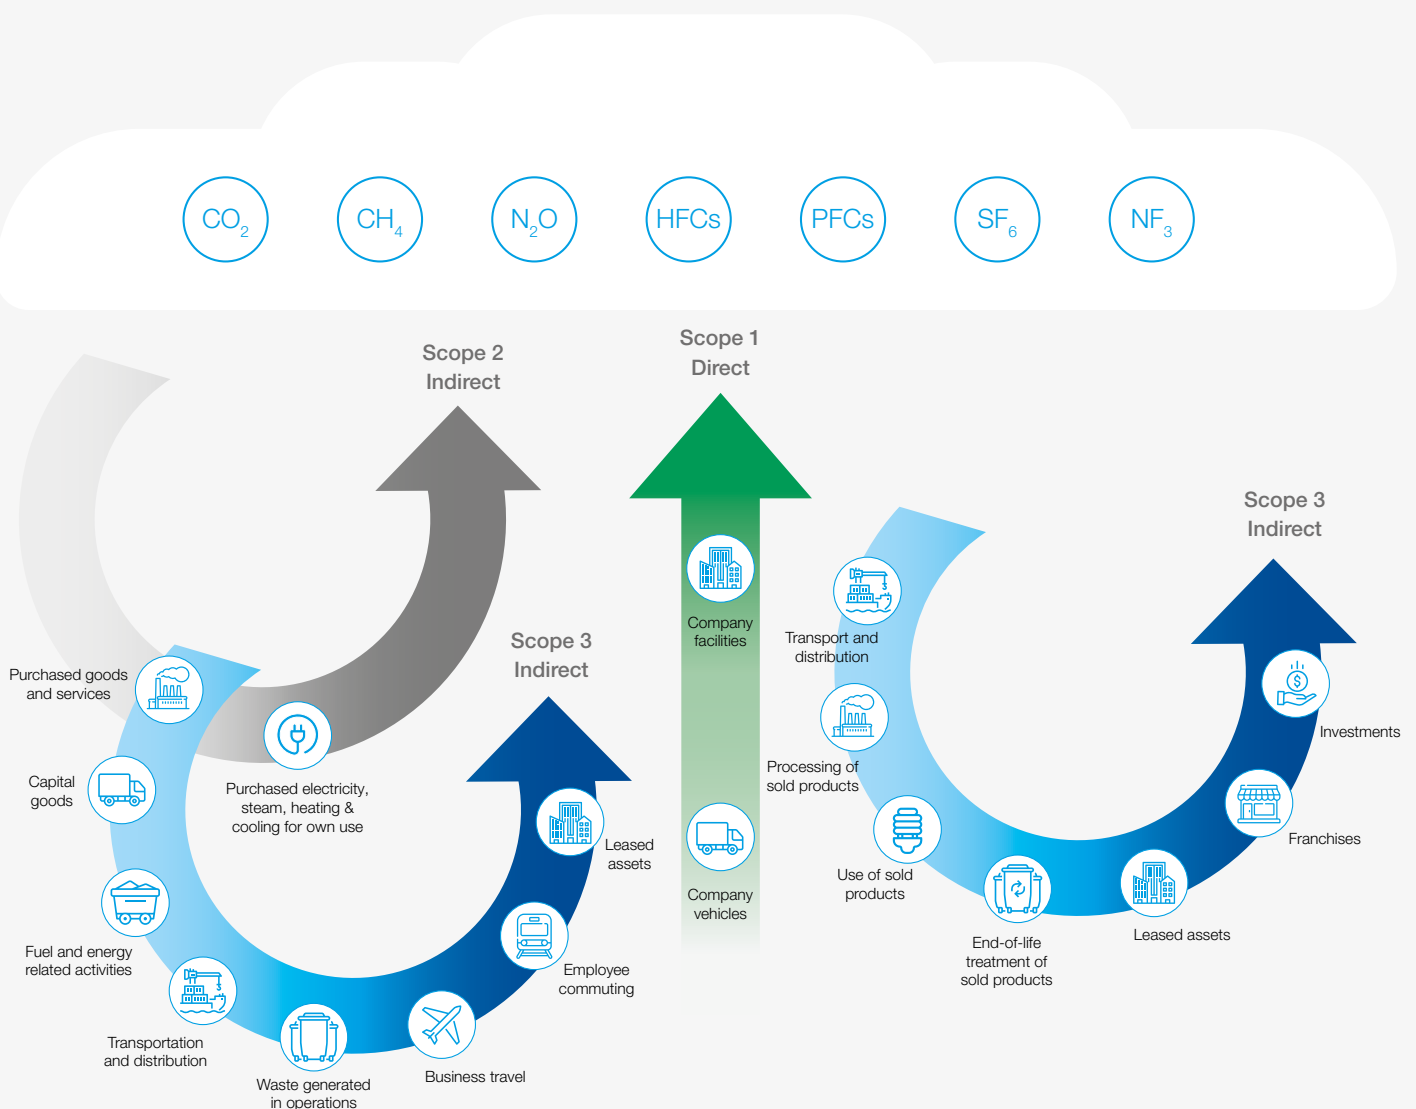 CO₂
CH₄
N₂O
HFCs
PFCs
SF₆
NF₃
Scope 2
Indirect
Purchased electricity,
steam, heating &
cooling for own use
Scope 3
Indirect
Purchased goods
and services
Capital
goods
Fuel and energy
related activities
Transportation
and distribution
Waste generated
in operations
Business travel
Employee
commuting
Leased
assets
Scope 1
Direct
Company
facilities
Company
vehicles
Scope 3
Indirect
Transport and
distribution
Processing of
sold products
Use of sold
products
End-of-life
treatment of
sold products
Leased assets
Franchises
Investments
$